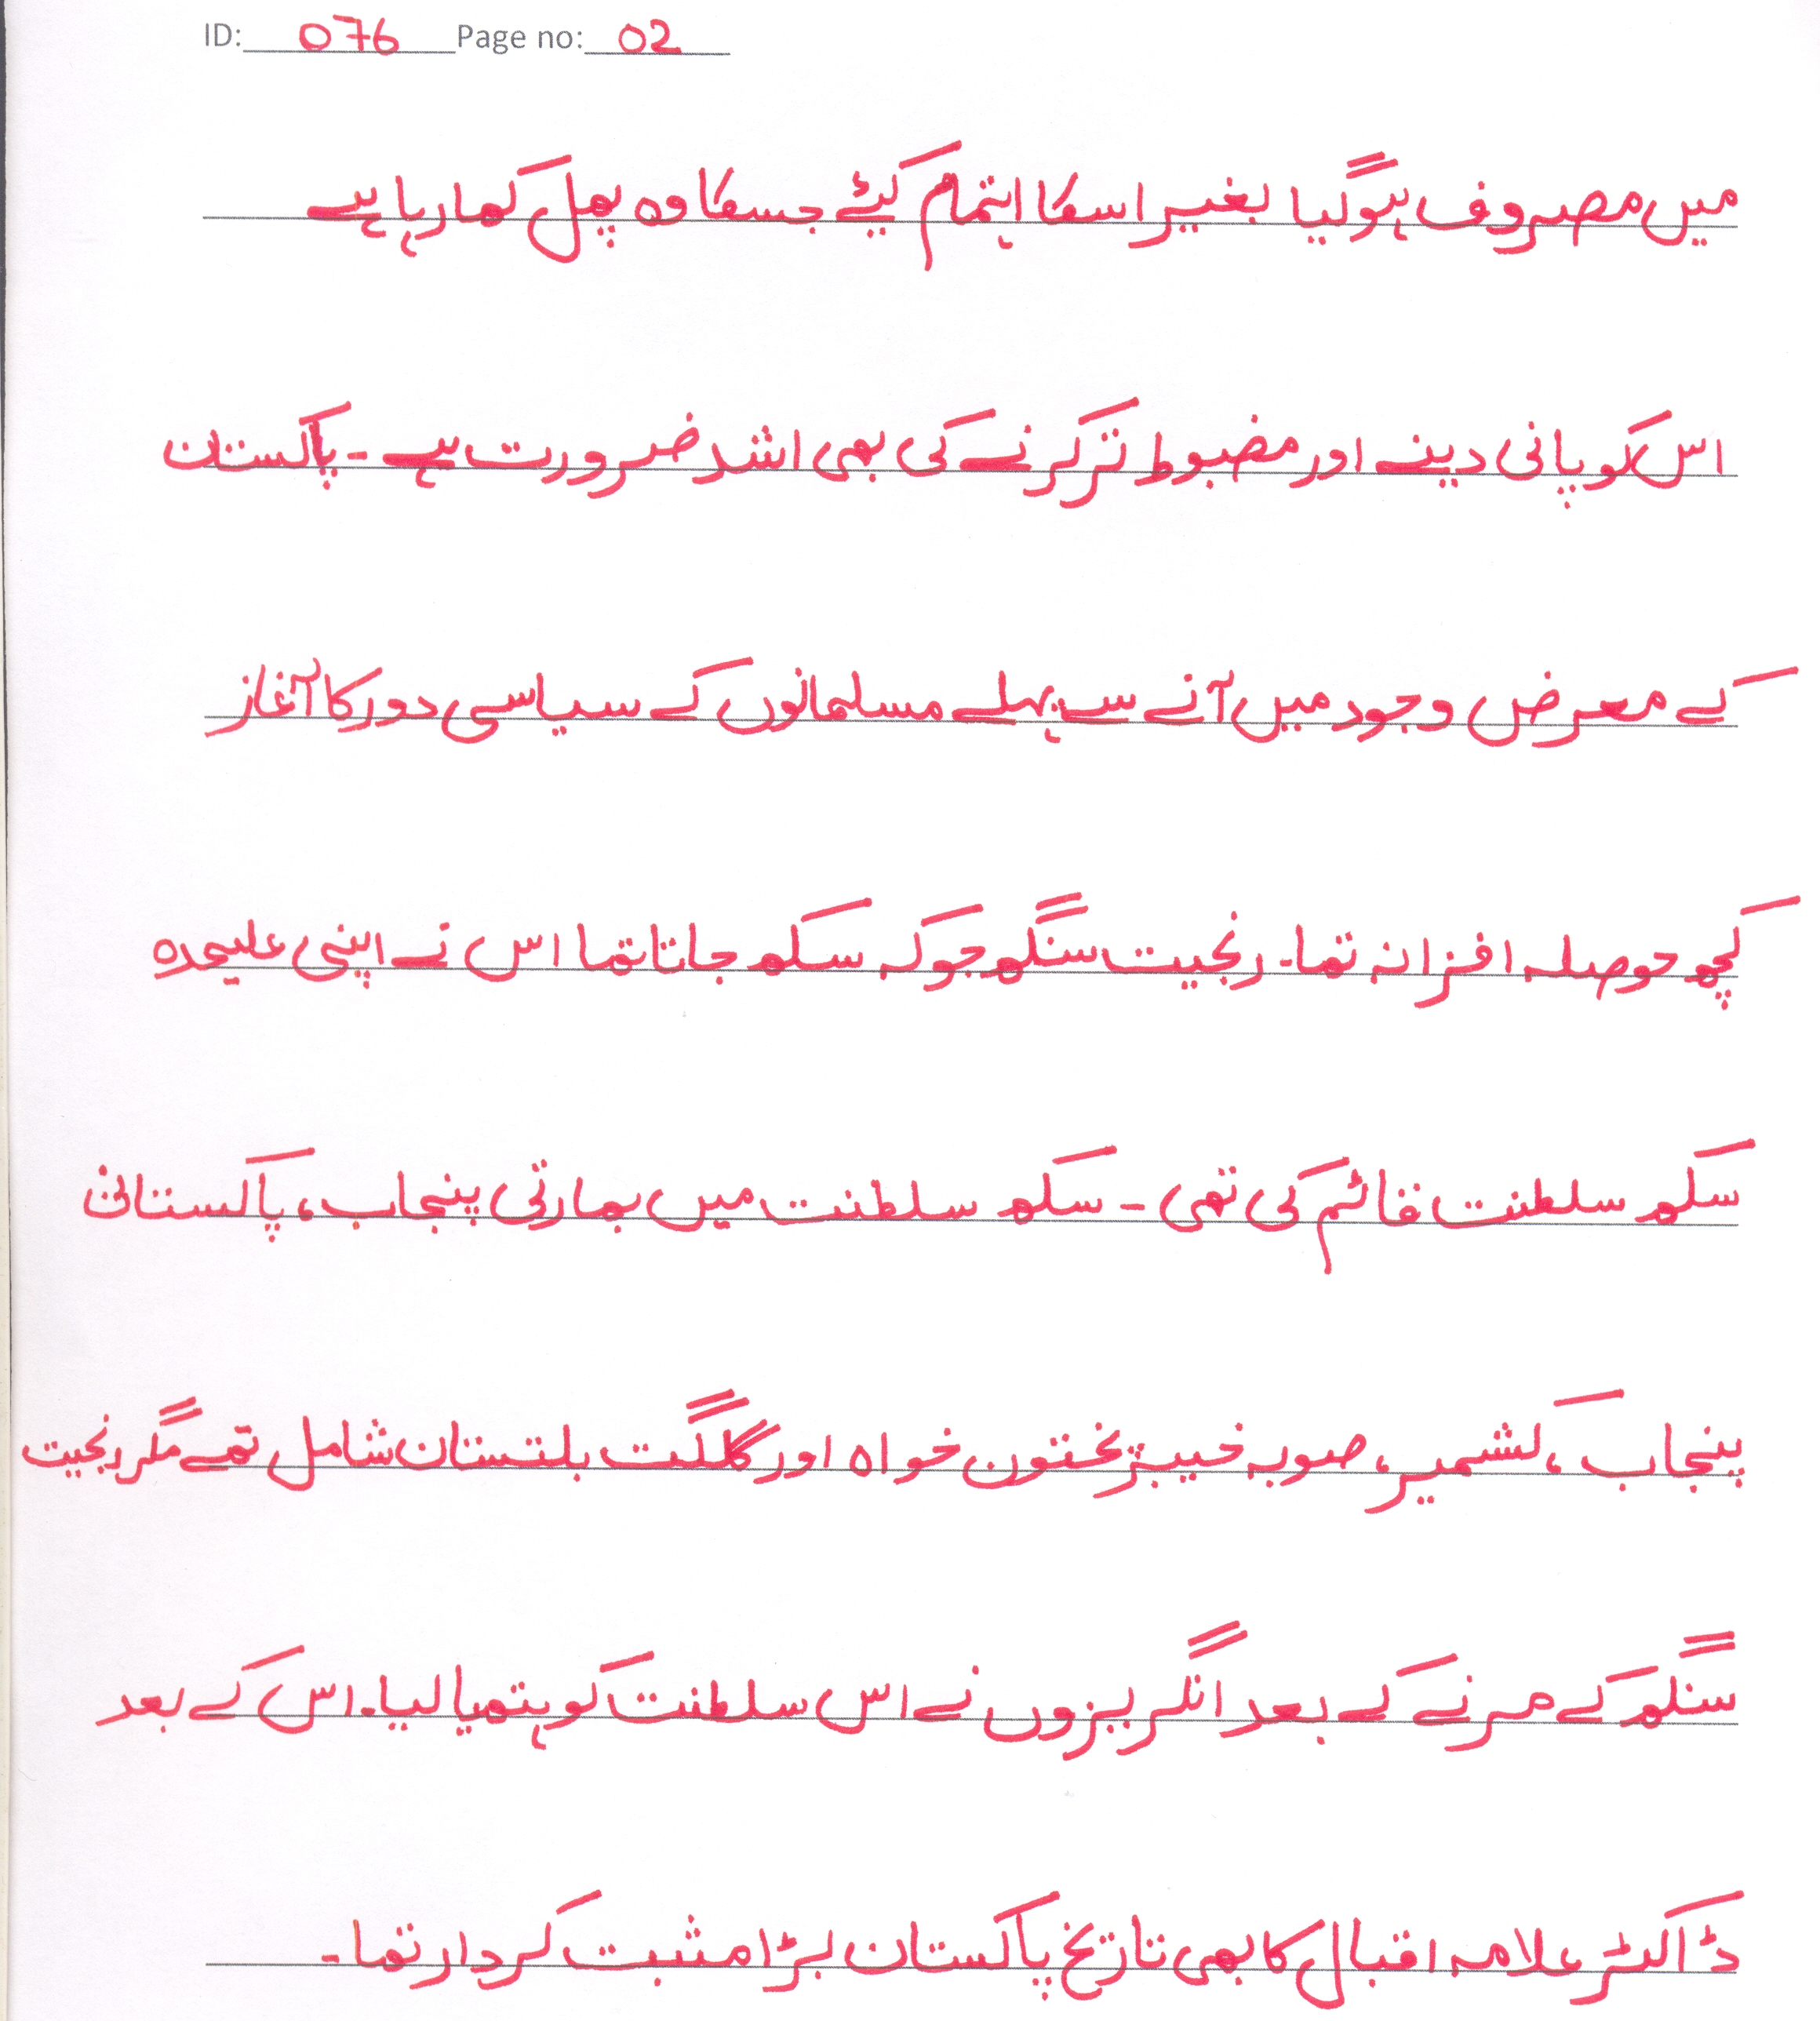 ID: 076 Page no: 02
میں مصروف ہوگیا بغیر اسکا اہتمام کیئے جسکا وہ پھل کھا رہا ہے
اس کو پانی دینے اور مضبوط تر کرنے کی بھی اشد ضرورت ہے - پاکستان
کے معرض وجود میں آنے سے پہلے مسلمانوں کے سیاسی دور کا آغاز
کچھ حوصلہ افزا نہ تھا - رنجیت سنگھ جو کہ سکھ جانا تھا اس نے اپنی علیحدہ
سکھ سلطنت قائم کی تھی - سکھ سلطنت میں بھارتی پنجاب، پاکستانی
پنجاب، کشمیر، صوبہ خیبر پختون خواہ اور گلگت بلتستان شامل تھے مگر رنجیت
سنگھ کے مرنے کے بعد انگریزوں نے اس سلطنت کو ہتھیا لیا۔ اس کے بعد
ڈاکٹر علامہ اقبال کا بھی تاریخ پاکستان بڑا مثبت کردار تھا -